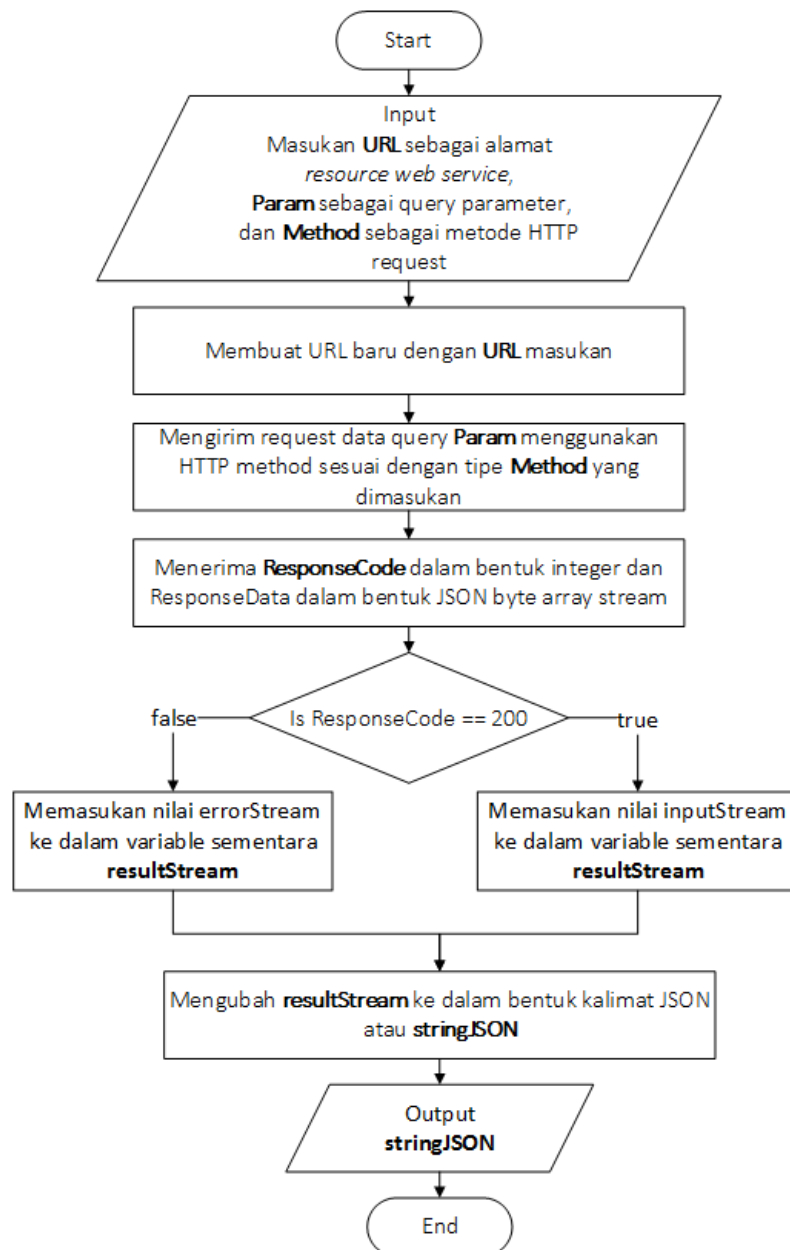 Start
Input
Masukan URL sebagai alamat
resource web service,
Param sebagai query parameter,
dan Method sebagai metode HTTP
request
Membuat URL baru dengan URL masukan
Mengirim request data query Param menggunakan
HTTP method sesuai dengan tipe Method yang
dimasukan
Menerima ResponseCode dalam bentuk integer dan
ResponseData dalam bentuk JSON byte array stream
false
Is ResponseCode == 200
true
Memasukan nilai errorStream
ke dalam variable sementara
resultStream
Memasukan nilai inputStream
ke dalam variable sementara
resultStream
Mengubah resultStream ke dalam bentuk kalimat JSON
atau stringJSON
Output
stringJSON
End